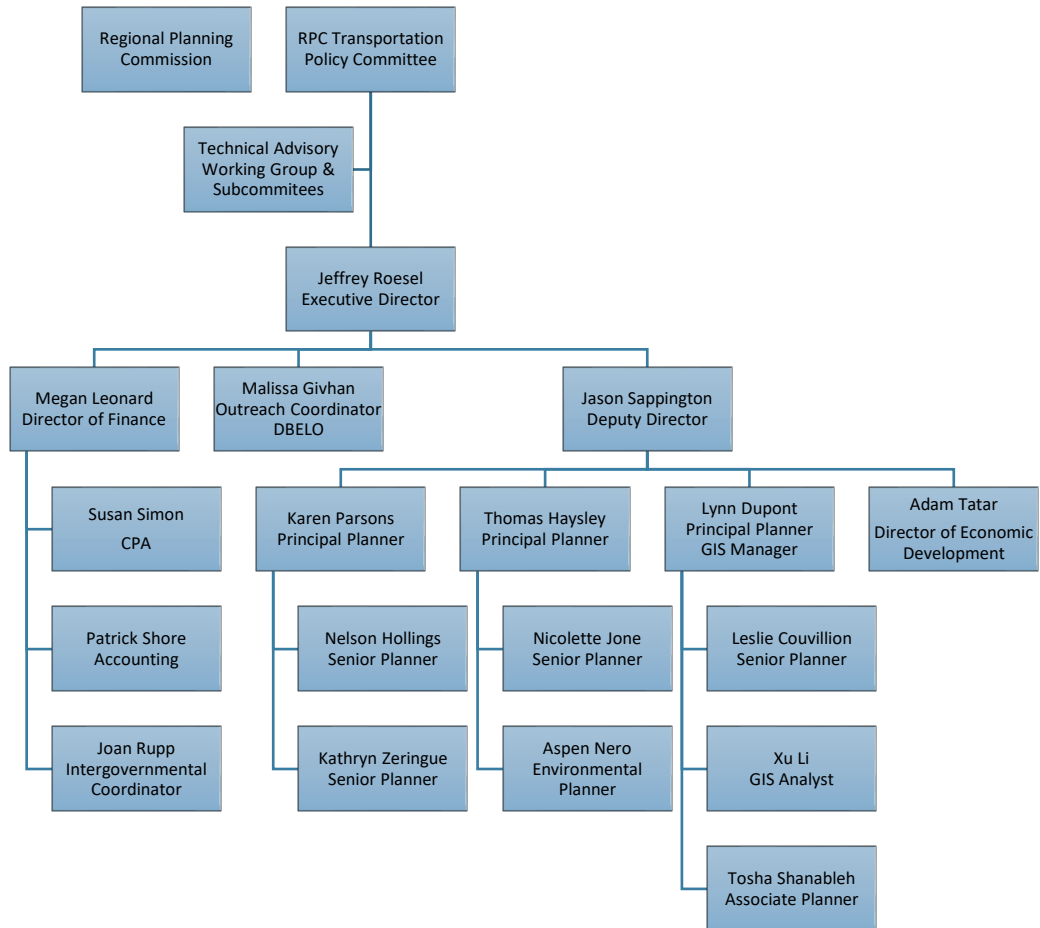 Regional Planning
Commission
RPC Transportation
Policy Committee
Technical Advisory
Working Group &
Subcommitees
Jeffrey Roesel
Executive Director
Megan Leonard
Director of Finance
Malissa Givhan
Outreach Coordinator
DBELO
Jason Sappington
Deputy Director
Susan Simon
CPA
Karen Parsons
Principal Planner
Thomas Haysley
Principal Planner
Lynn Dupont
Principal Planner
GIS Manager
Adam Tatar
Director of Economic
Development
Patrick Shore
Accounting
Nelson Hollings
Senior Planner
Nicolette Jone
Senior Planner
Leslie Couvillion
Senior Planner
Joan Rupp
Intergovernmental
Coordinator
Kathryn Zeringue
Senior Planner
Aspen Nero
Environmental
Planner
Xu Li
GIS Analyst
Tosha Shanableh
Associate Planner